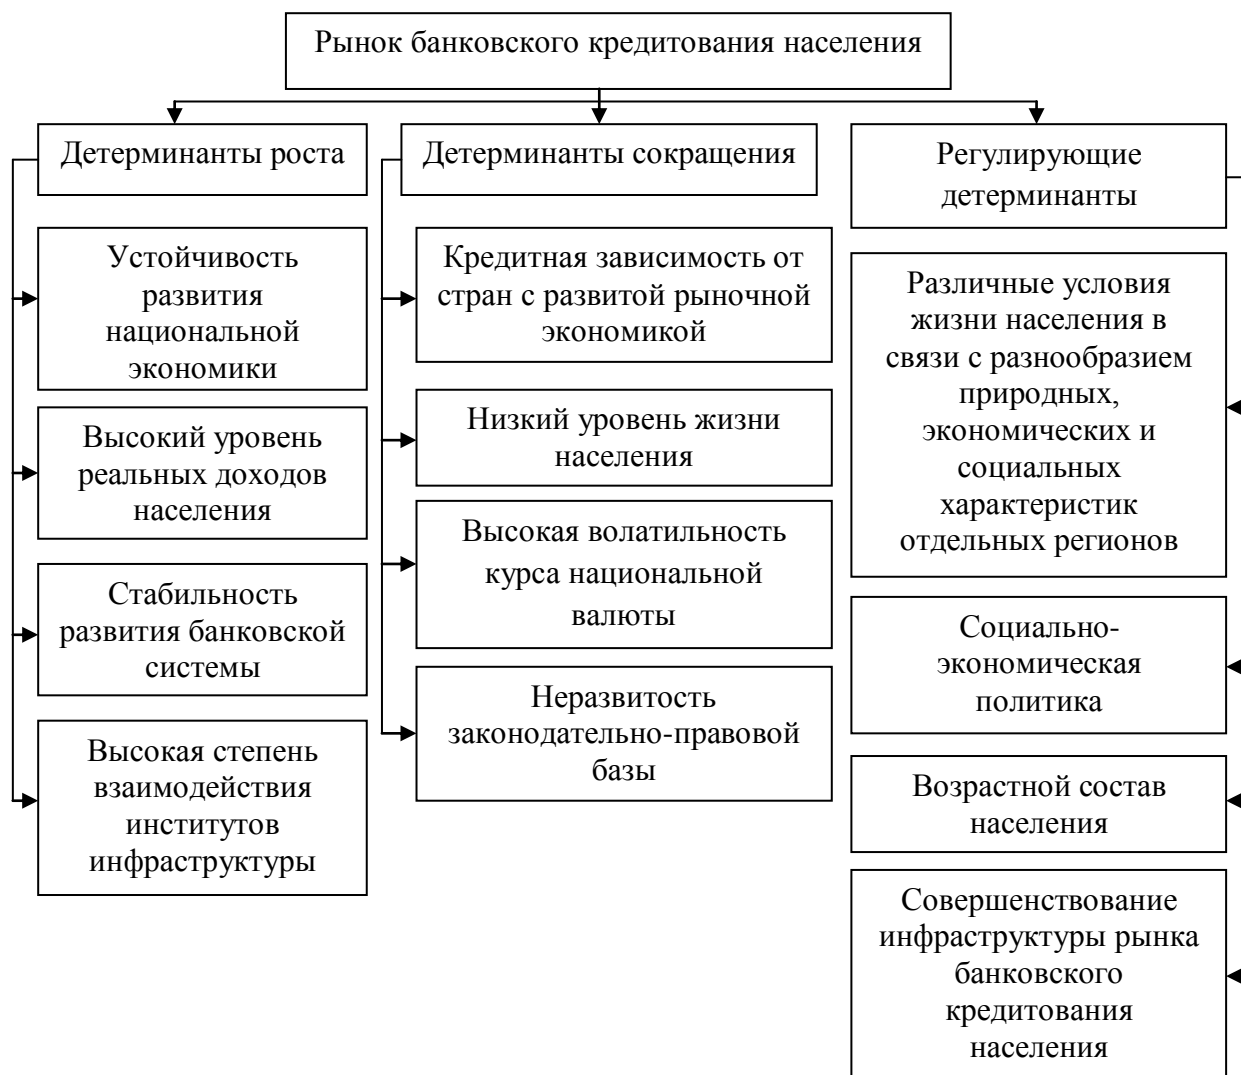 Рынок банковского кредитования населения
Детерминанты роста
Устойчивость
развития
национальной
экономики
Высокий уровень
реальных доходов
населения
Стабильность
развития банковской
системы
Высокая степень
взаимодействия
институтов
инфраструктуры
Детерминанты сокращения
Кредитная зависимость от
стран с развитой рыночной
экономикой
Низкий уровень жизни
населения
Высокая волатильность
курса национальной
валюты
Неразвитость
законодательно-правовой
базы
Регулирующие
детерминанты
Различные условия
жизни населения в
связи с разнообразием
природных,
экономических и
социальных
характеристик
отдельных регионов
Социально-
экономическая
политика
Возрастной состав
населения
Совершенствование
инфраструктуры рынка
банковского
кредитования
населения